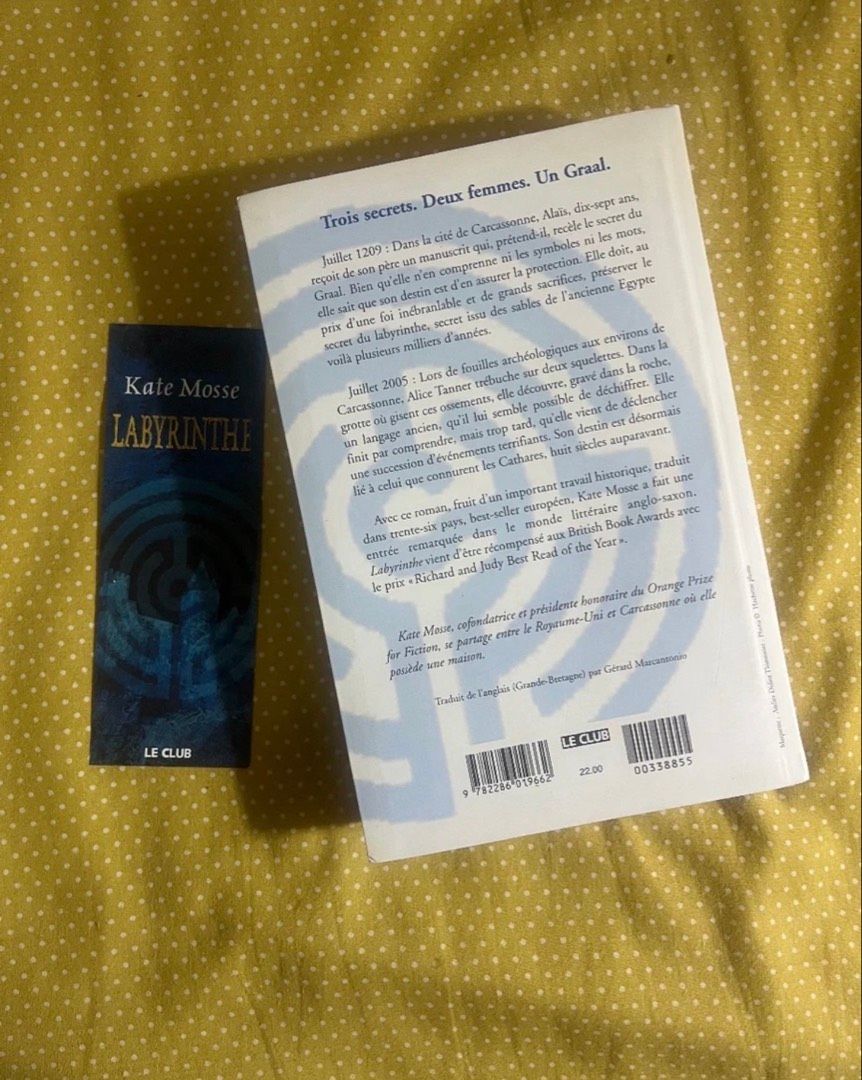 Kate Mosse
LABYRINTHE
LE CLUB
Trois secrets. Deux femmes. Un Graal.
Juillet 1209 : Dans la cité de Carcassonne, Alaïs, dix-sept ans,
reçoit de son père un manuscrit qui, prétend-il, recèle le secret du
Graal. Bien qu'elle n'en comprenne ni les symboles ni les mots,
elle sait que son destin est d'en assurer la protection. Elle doit, au
prix d'une foi inébranlable et de grands sacrifices, préserver le
secret du labyrinthe, secret issu des sables de l'ancienne Egypte
voilà plusieurs milliers d'années.
Juillet 2005 : Lors de fouilles archéologiques aux environs de
Carcassonne, Alice Tanner trébuche sur deux squelettes. Dans la
grotte où gisent ces ossements, elle découvre, gravé dans la roche,
un langage ancien, qu'il lui semble possible de déchiffrer. Elle
finit par comprendre, mais trop tard, qu'elle vient de déclencher
une succession d'événements terrifiants. Son destin est désormais
lié à celui que connurent les Cathares, huit siècles auparavant.
Avec ce roman, fruit d'un important travail historique, traduit
dans trente-six pays, best-seller européen, Kate Mosse a fait une
entrée remarquée dans le monde littéraire anglo-saxon.
Labyrinthe vient d'être récompensé aux British Book Awards avec
le prix « Richard and Judy Best Read of the Year ».
Kate Mosse, cofondatrice et présidente honoraire du Orange Prize
for Fiction, se partage entre le Royaume-Uni et Carcassonne où elle
possède une maison.
Traduit de l'anglais (Grande-Bretagne) par Gérard Marcantonio
LE CLUB
9 782286 019662
22.00
00338855
Maquette : Atelier Didier Thimonier - Photo ©